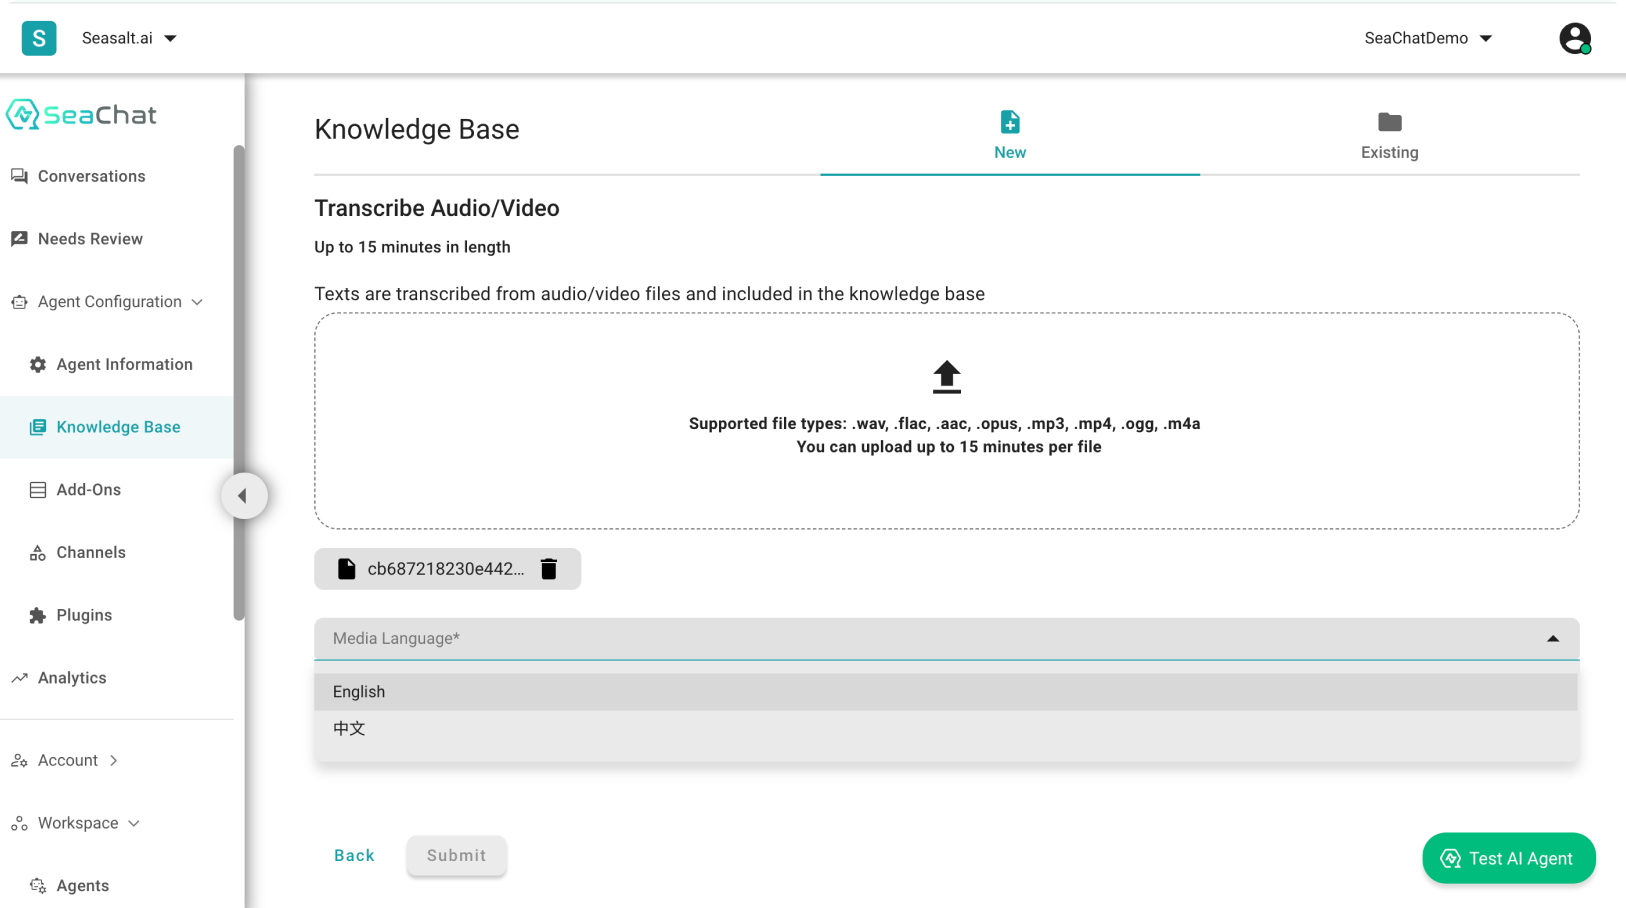 S
Seasalt.ai
SeaChatDemo
SeaChat
Conversations
Needs Review
Agent Configuration
Agent Information
Knowledge Base
Add-Ons
Channels
Plugins
Analytics
Account
Workspace
Agents
Knowledge Base
New
Existing
Transcribe Audio/Video
Up to 15 minutes in length
Texts are transcribed from audio/video files and included in the knowledge base
Supported file types: .wav, .flac, .aac, .opus, .mp3, .mp4, .ogg, .m4a
You can upload up to 15 minutes per file
cb687218230e442...
Media Language*
English
中文
Back
Submit
Test AI Agent